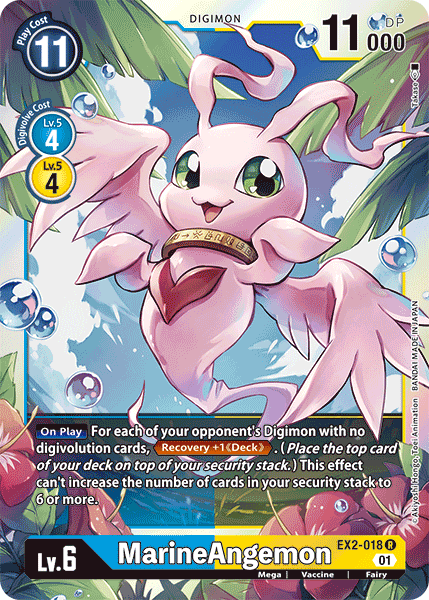 Play Cost
11
DIGIMON
11000
DP
Digivolve Cost
Lv.5
4
Lv.5
4
Takase
BANDAI MADE IN JAPAN
©Akiyoshi Hongo, Toei Animation
On Play For each of your opponent's Digimon with no
digivolution cards, Recovery +1《Deck》. (Place the top card
of your deck on top of your security stack.) This effect
can't increase the number of cards in your security stack to
6 or more.
Lv.6
MarineAngemon
EX2-018 R
01
Mega | Vaccine | Fairy